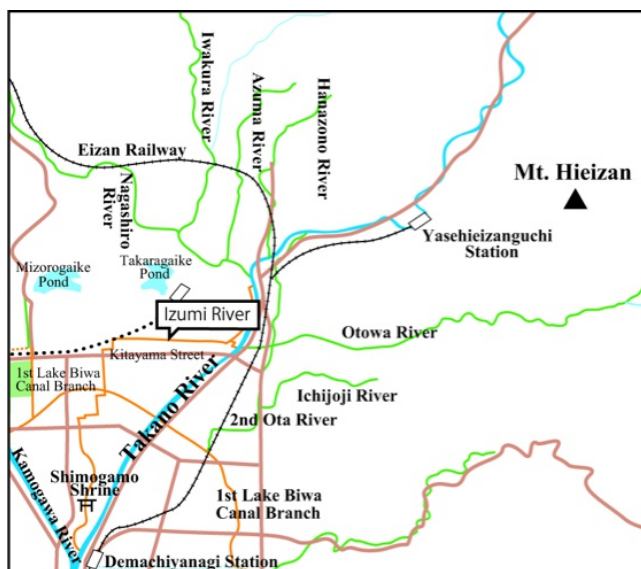 Iwakura River
Azuma River
Hanazono River
Eizan Railway
Nagashiro
River
Mt. Hieizan
Yasehieizanguchi
Station
Mizorogaike
Pond
Takaragaike
Pond
Izumi River
Otowa River
Kitayama Street
1st Lake Biwa
Canal Branch
Takano River
Ichijoji River
2nd Ota River
Kamogawa River
Shimogamo
Shrine
1st Lake Biwa
Canal Branch
Demachiyanagi Station